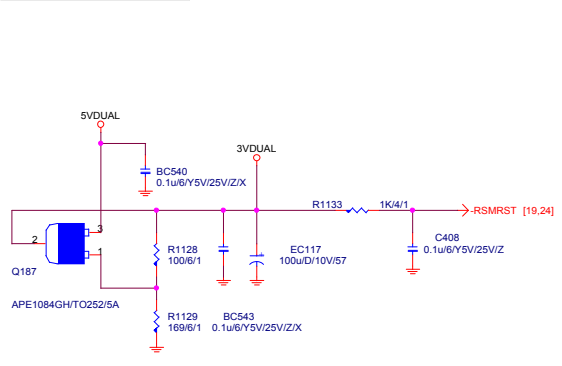 5VDUAL
3VDUAL
BC540
0.1u/6/Y5V/25V/Z/X
R1133 1K/4/1 -RSMRST [19,24]
3
2
1
R1128
100/6/1
EC117
100u/D/10V/57
C408
0.1u/6/Y5V/25V/Z
Q187
APE1084GH/TO252/5A
R1129
169/6/1
BC543
0.1u/6/Y5V/25V/Z/X